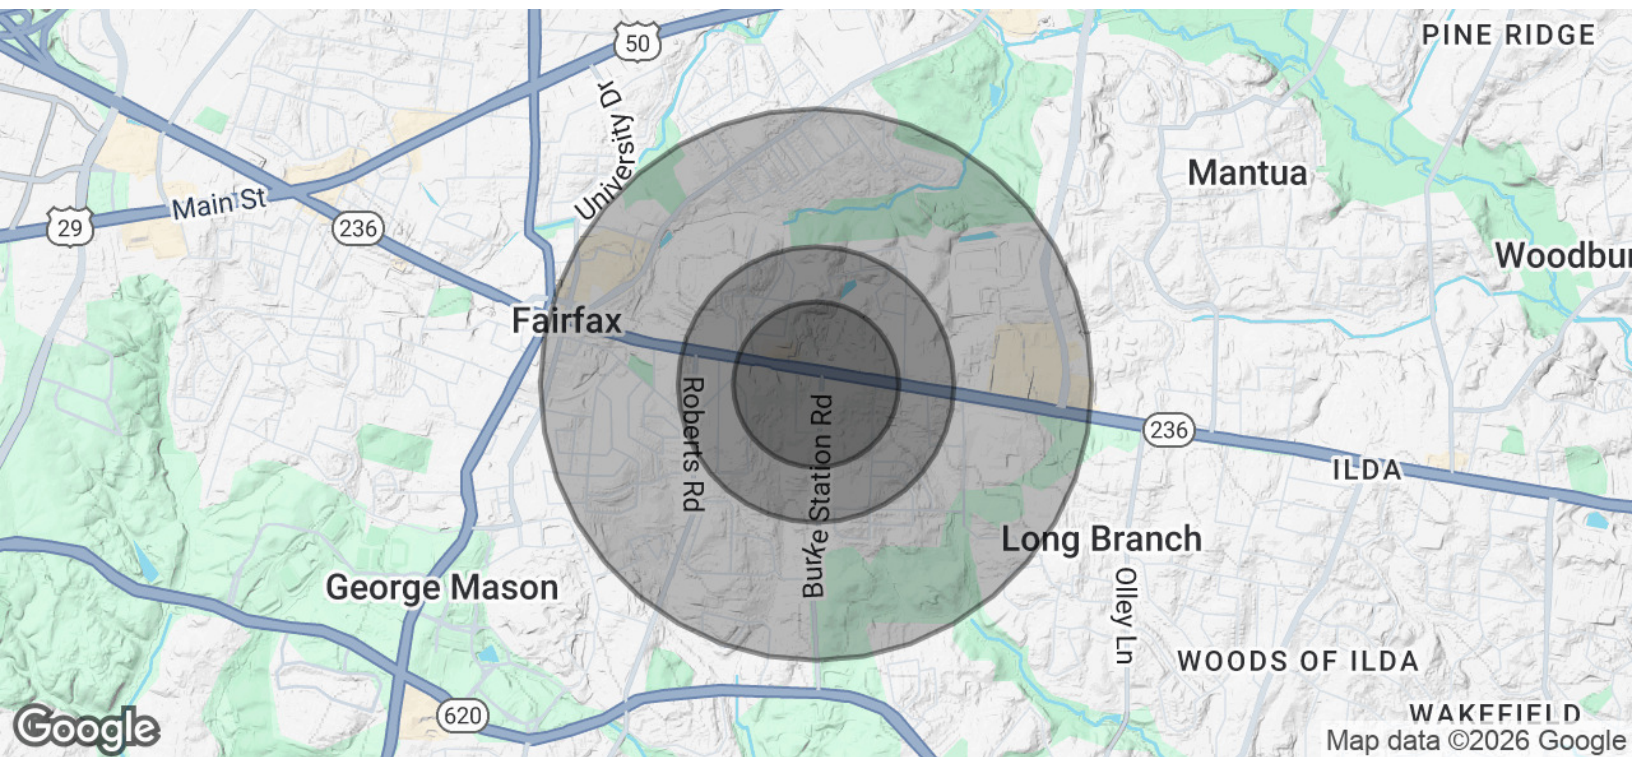 PINE RIDGE
50
University Dr
Mantua
Main St
29
236
Woodbur
Fairfax
Roberts Rd
Burke Station Rd
236
ILDA
Long Branch
George Mason
Olley Ln
WOODS OF ILDA
620
WAKEFIELD
Google
Map data ©2026 Google